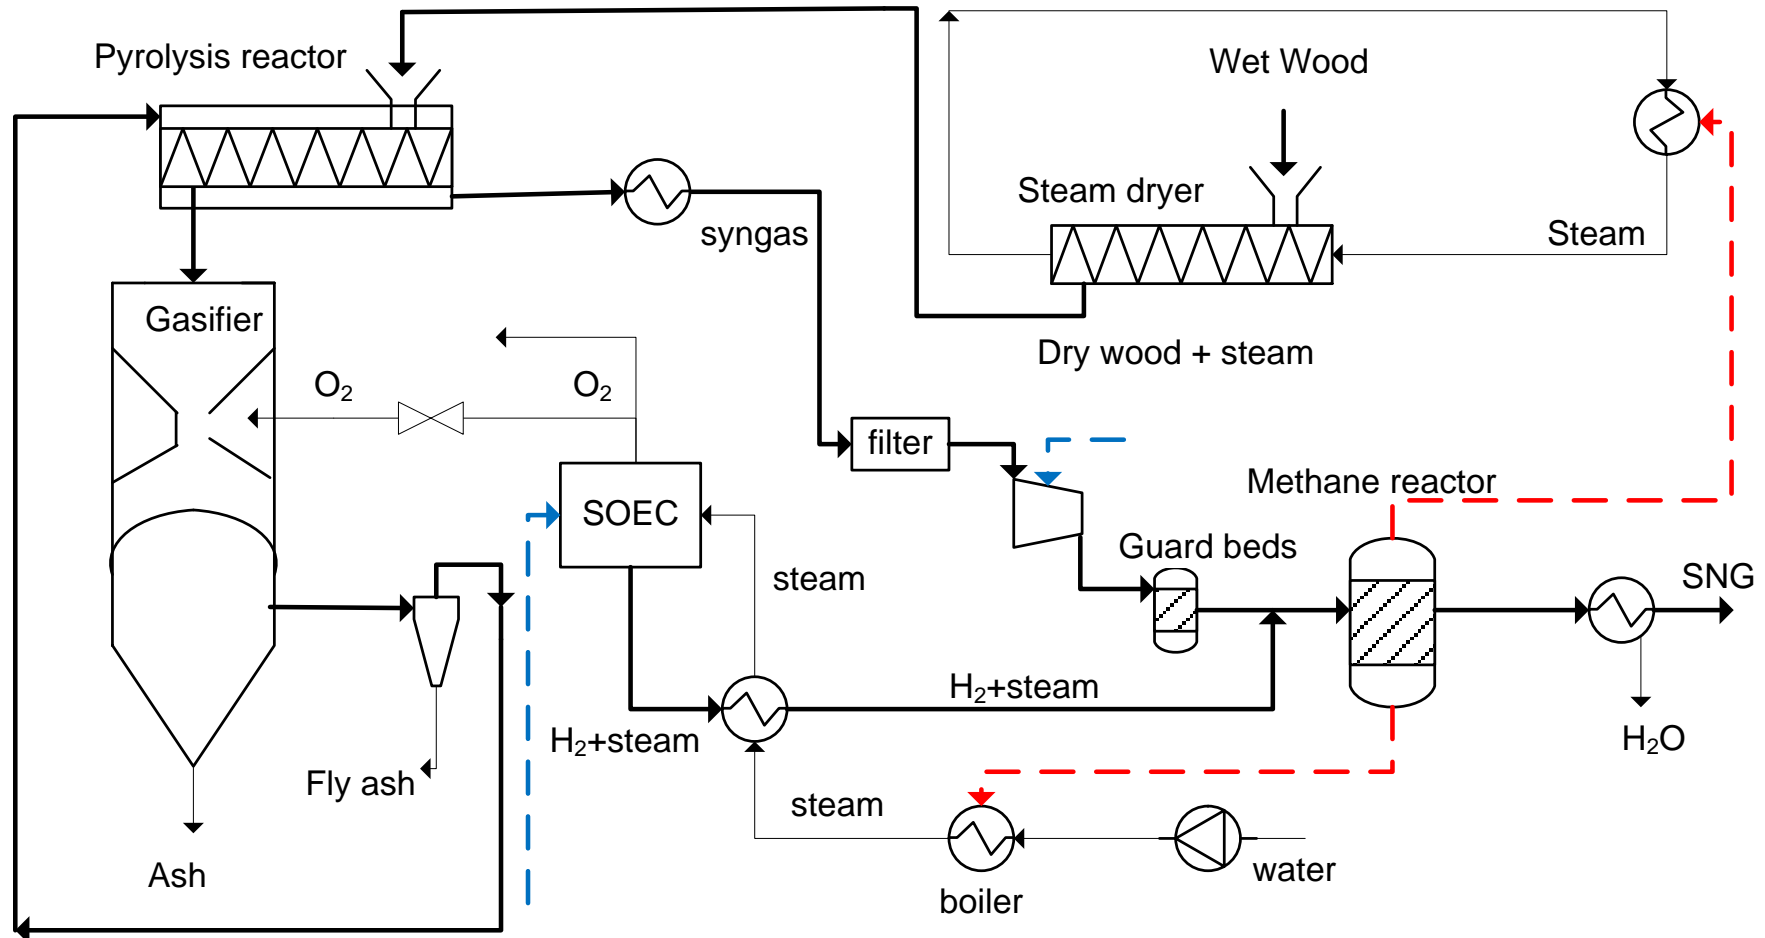 Pyrolysis reactor
Wet Wood
Steam dryer
syngas
Steam
Gasifier
Dry wood + steam
O₂
O₂
filter
Methane reactor
SOEC
Guard beds
steam
SNG
H₂+steam
H₂+steam
H₂O
Fly ash
steam
Ash
water
boiler